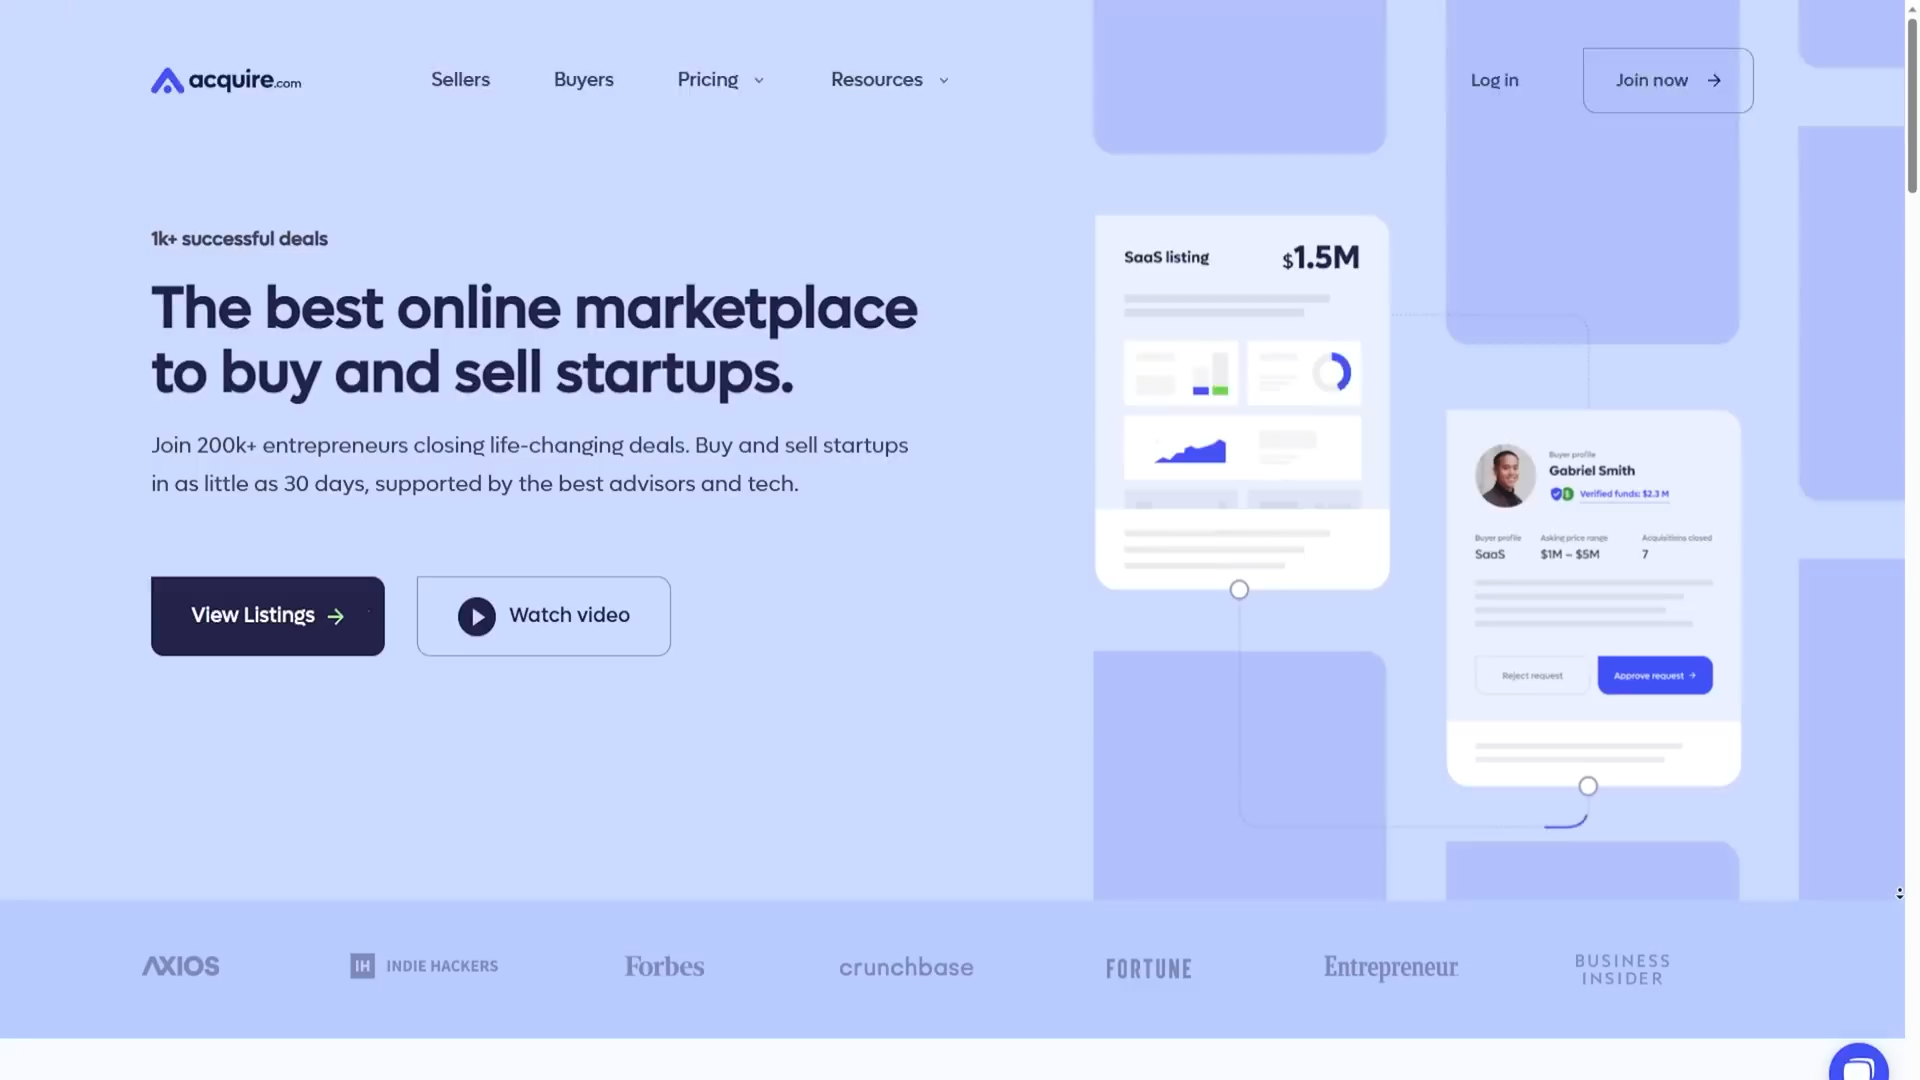 acquire.com
Sellers
Buyers
Pricing
Resources
Log in
Join now
1k+ successful deals
The best online marketplace
to buy and sell startups.
Join 200k+ entrepreneurs closing life-changing deals. Buy and sell startups
in as little as 30 days, supported by the best advisors and tech.
View Listings
Watch video
SaaS listing
$1.5M
Buyer profile
Gabriel Smith
Verified funds: $2.3 M
Buyer profile
Asking price range
Acquisitions closed
SaaS
$1M – $5M
7
Reject request
Approve request
AXIOS
IH INDIE HACKERS
Forbes
crunchbase
FORTUNE
Entrepreneur
BUSINESS
INSIDER